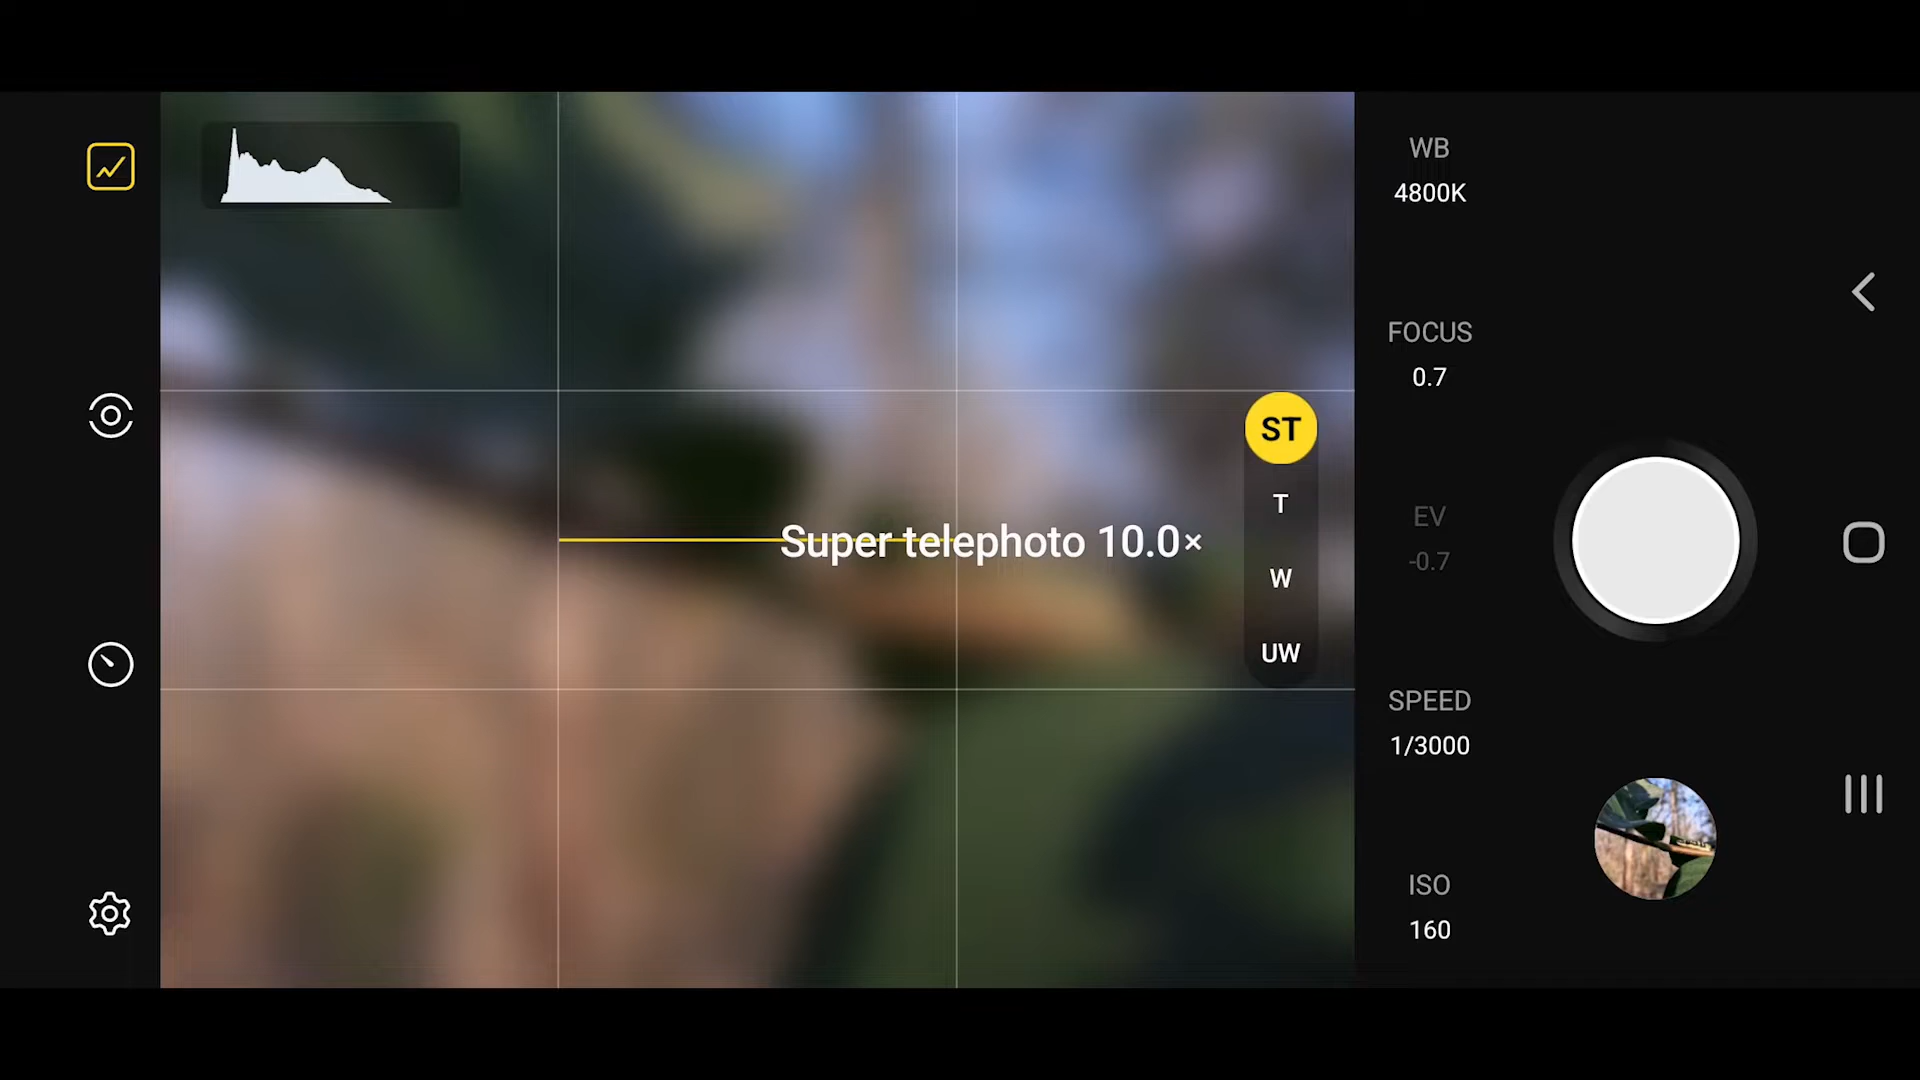 WB
4800K
FOCUS
0.7
ST
T
Super telephoto 10.0×
W
UW
EV
-0.7
SPEED
1/3000
ISO
160